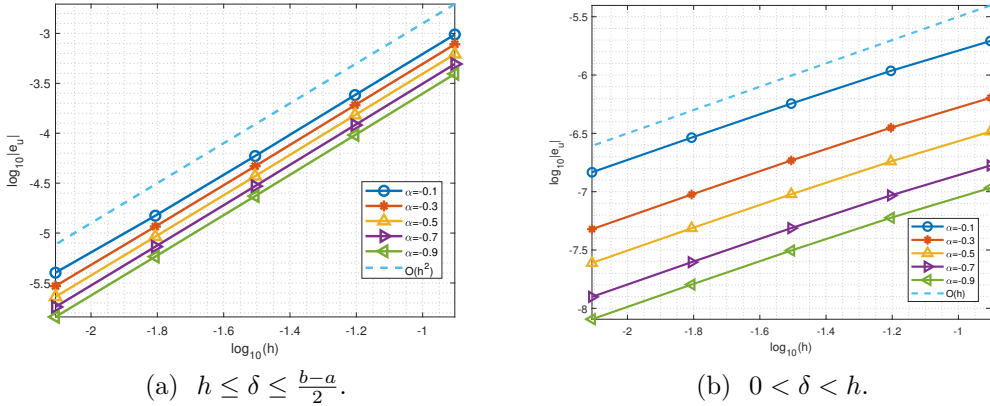 -3
-3.5
-4
-4.5
-5
-5.5
log₁₀|eᵤ|
α=-0.1
α=-0.3
α=-0.5
α=-0.7
α=-0.9
O(h²)
-2 -1.8 -1.6 -1.4 -1.2 -1
log₁₀(h)
(a) h ≤ δ ≤ \frac{b-a}{2}.
-5.5
-6
-6.5
-7
-7.5
-8
log₁₀|eᵤ|
α=-0.1
α=-0.3
α=-0.5
α=-0.7
α=-0.9
O(h)
-2 -1.8 -1.6 -1.4 -1.2 -1
log₁₀(h)
(b) 0 < δ < h.